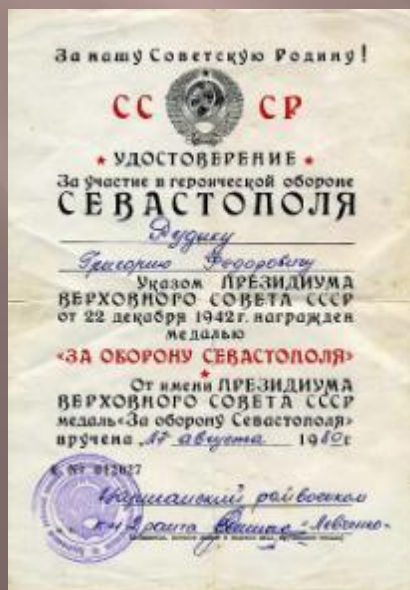 За нашу Советскую Родину!
СС СР
УДОСТОВЕРЕНИЕ
За участие в героической обороне
СЕВАСТОПОЛЯ
Григорию Федоровичу
Указом ПРЕЗИДИУМА
ВЕРХОВНОГО СОВЕТА СССР
от 22 декабря 1942 г. награжден
медалью
«ЗА ОБОРОНУ СЕВАСТОПОЛЯ»
От имени ПРЕЗИДИУМА
ВЕРХОВНОГО СОВЕТА СССР
медаль «За оборону Севастополя»
вручена 17 августа 1980 г.
№ 012027
райвоенком